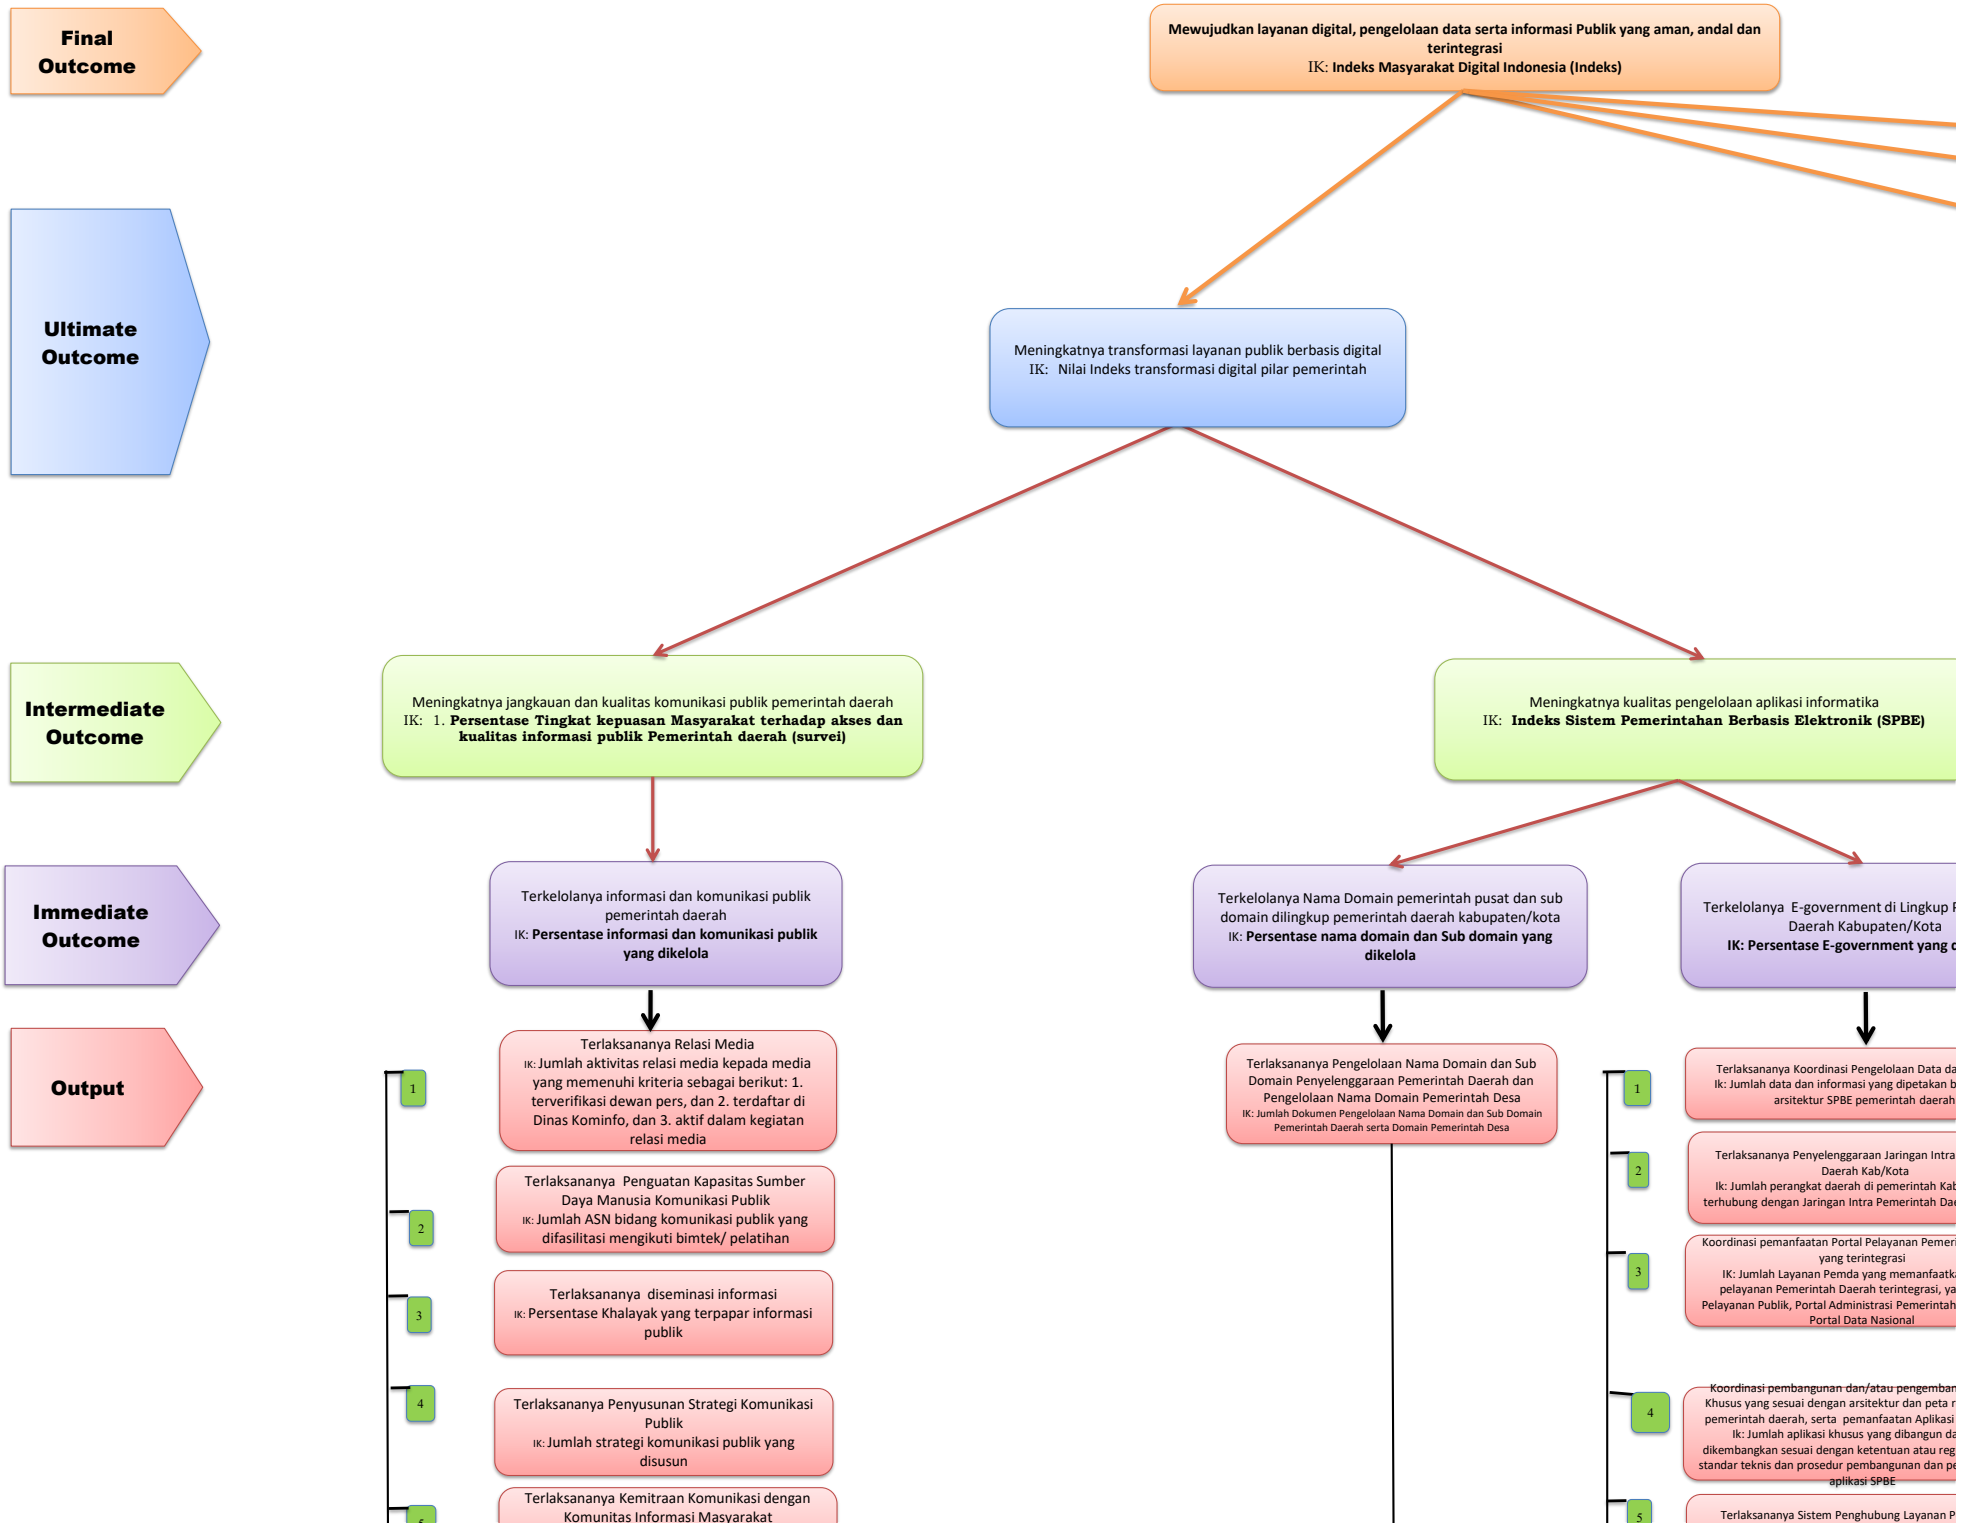 Final
Outcome
Mewujudkan layanan digital, pengelolaan data serta informasi Publik yang aman, andal dan
terintegrasi
IK: Indeks Masyarakat Digital Indonesia (Indeks)
Ultimate
Outcome
Meningkatnya transformasi layanan publik berbasis digital
IK: Nilai Indeks transformasi digital pilar pemerintah
Intermediate
Outcome
Meningkatnya jangkauan dan kualitas komunikasi publik pemerintah daerah
IK: 1. Persentase Tingkat kepuasan Masyarakat terhadap akses dan
kualitas informasi publik Pemerintah daerah (survei)
Meningkatnya kualitas pengelolaan aplikasi informatika
IK: Indeks Sistem Pemerintahan Berbasis Elektronik (SPBE)
Immediate
Outcome
Terkelolanya informasi dan komunikasi publik
pemerintah daerah
IK: Persentase informasi dan komunikasi publik
yang dikelola
Terkelolanya Nama Domain pemerintah pusat dan sub
domain dilingkup pemerintah daerah kabupaten/kota
IK: Persentase nama domain dan Sub domain yang
dikelola
Terkelolanya E-government di Lingkup
Daerah Kabupaten/Kota
IK: Persentase E-government yang
Output
1
Terlaksananya Relasi Media
IK: Jumlah aktivitas relasi media kepada media
yang memenuhi kriteria sebagai berikut: 1.
terverifikasi dewan pers, dan 2. terdaftar di
Dinas Kominfo, dan 3. aktif dalam kegiatan
relasi media
2
Terlaksananya Penguatan Kapasitas Sumber
Daya Manusia Komunikasi Publik
IK: Jumlah ASN bidang komunikasi publik yang
difasilitasi mengikuti bimtek/ pelatihan
3
Terlaksananya diseminasi informasi
IK: Persentase Khalayak yang terpapar informasi
publik
4
Terlaksananya Penyusunan Strategi Komunikasi
Publik
IK: Jumlah strategi komunikasi publik yang
disusun
5
Terlaksananya Kemitraan Komunikasi dengan
Komunitas Informasi Masyarakat
Terlaksananya Pengelolaan Nama Domain dan Sub
Domain Penyelenggaraan Pemerintah Daerah dan
Pengelolaan Nama Domain Pemerintah Desa
IK: Jumlah Dokumen Pengelolaan Nama Domain dan Sub Domain
Pemerintah Daerah serta Domain Pemerintah Desa
1
Terlaksananya Koordinasi Pengelolaan Data
Ik: Jumlah data dan informasi yang dipetakan
arsitektur SPBE pemerintah daerah
2
Terlaksananya Penyelenggaraan Jaringan Intra
Daerah Kab/Kota
Ik: Jumlah perangkat daerah di pemerintah
terhubung dengan Jaringan Intra Pemerintah
3
Koordinasi pemanfaatan Portal Pelayanan
yang terintegrasi
IK: Jumlah Layanan Pemda yang
pelayanan Pemerintah Daerah terintegrasi,
Pelayanan Publik, Portal Administrasi
Portal Data Nasional
4
Koordinasi pembangunan dan/atau
Khusus yang sesuai dengan arsitektur dan peta
pemerintah daerah, serta pemanfaatan Aplikasi
Ik: Jumlah aplikasi khusus yang dibangun
dikembangkan sesuai dengan ketentuan atau
standar teknis dan prosedur pembangunan dan
aplikasi SPBE
5
Terlaksananya Sistem Penghubung Layanan